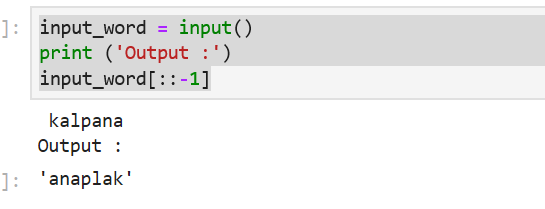 ]: input_word = input()
print ('Output :')
input_word[::-1]
kalpana
Output :
]: 'anaplak'